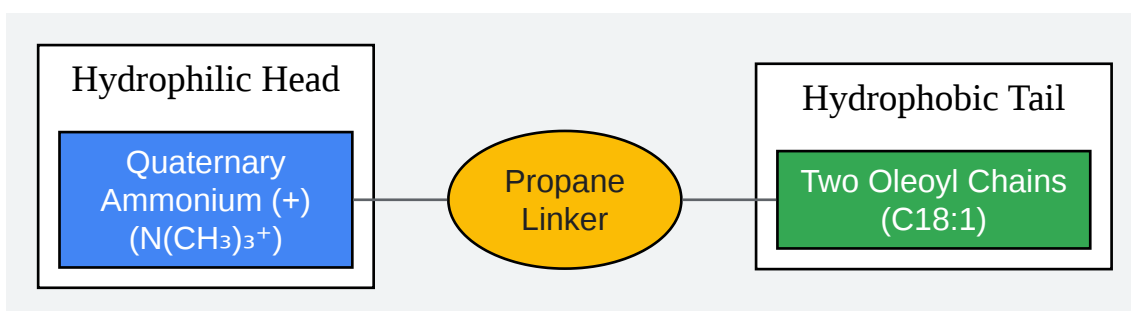 Hydrophilic Head
Quaternary
Ammonium (+)
(N(CH₃)₃⁺)
Propane
Linker
Hydrophobic Tail
Two Oleoyl Chains
(C18:1)